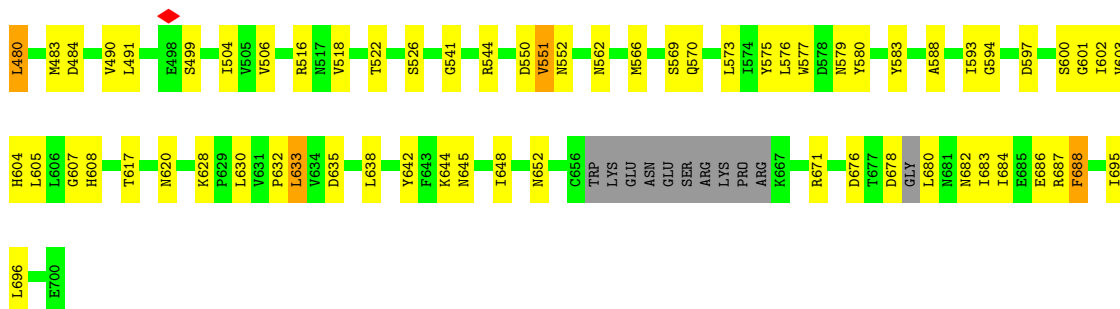 L480 M483 D484 V490 L491 E498 S499 I504 V505 V506 R516 N517 V518 T522 S526 G541 R544 D550 V551 N552 N562 M566 S569 Q570 L573 I574 Y575 L576 W577 D578 N579 Y580 Y583 A588 I593 G594 D597 S600 G601 I602 V603
H604 L605 L606 G607 H608 T617 N620 K628 P629 L630 V631 P632 L633 V634 D635 L638 Y642 F643 K644 N645 I648 N652 C656 TRP LYS GLU ASN GLU SER ARG LYS PRO ARG K667 R671 D676 T677 D678 GLY L680 N681 N682 I683 I684 E685 E686 R687 F688 I695
L696 E700